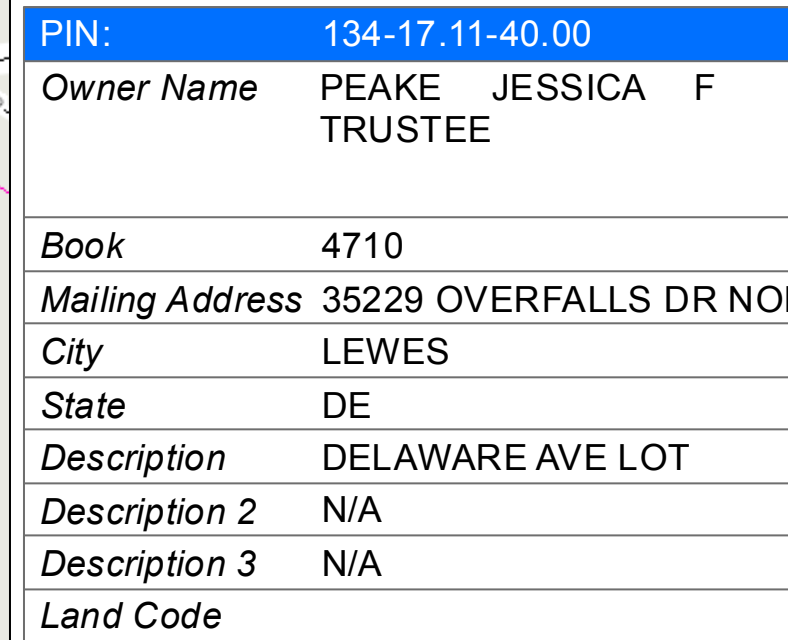 PIN: 134-17.11-40.00
Owner Name PEAKE JESSICA F
TRUSTEE
Book 4710
Mailing Address 35229 OVERFALLS DR
City LEWES
State DE
Description DELAWARE AVE LOT
Description 2 N/A
Description 3 N/A
Land Code